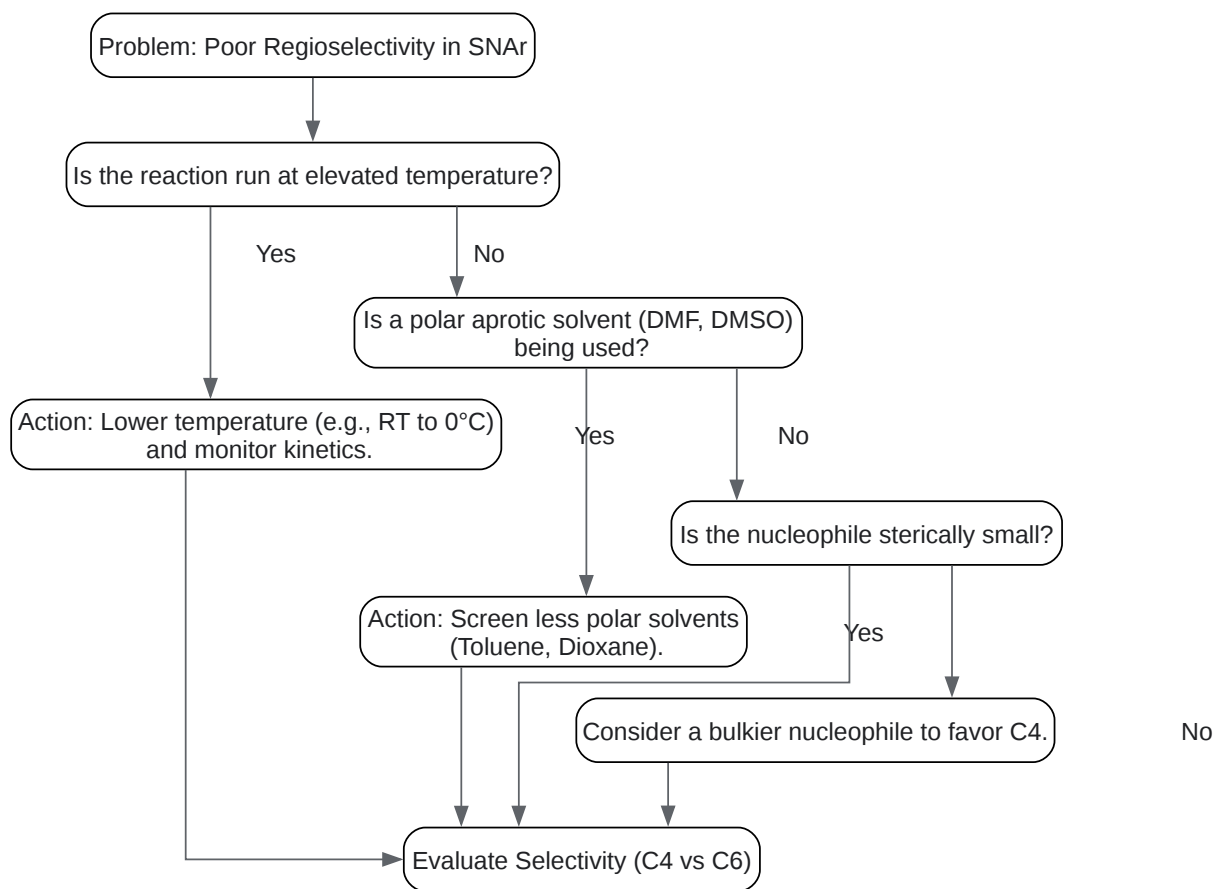 Problem: Poor Regioselectivity in SNAr
Is the reaction run at elevated temperature?
Yes
No
Is a polar aprotic solvent (DMF, DMSO)
being used?
Action: Lower temperature (e.g., RT to 0°C)
and monitor kinetics.
Yes
No
Is the nucleophile sterically small?
Action: Screen less polar solvents
(Toluene, Dioxane).
Yes
Consider a bulkier nucleophile to favor C4.
No
Evaluate Selectivity (C4 vs C6)